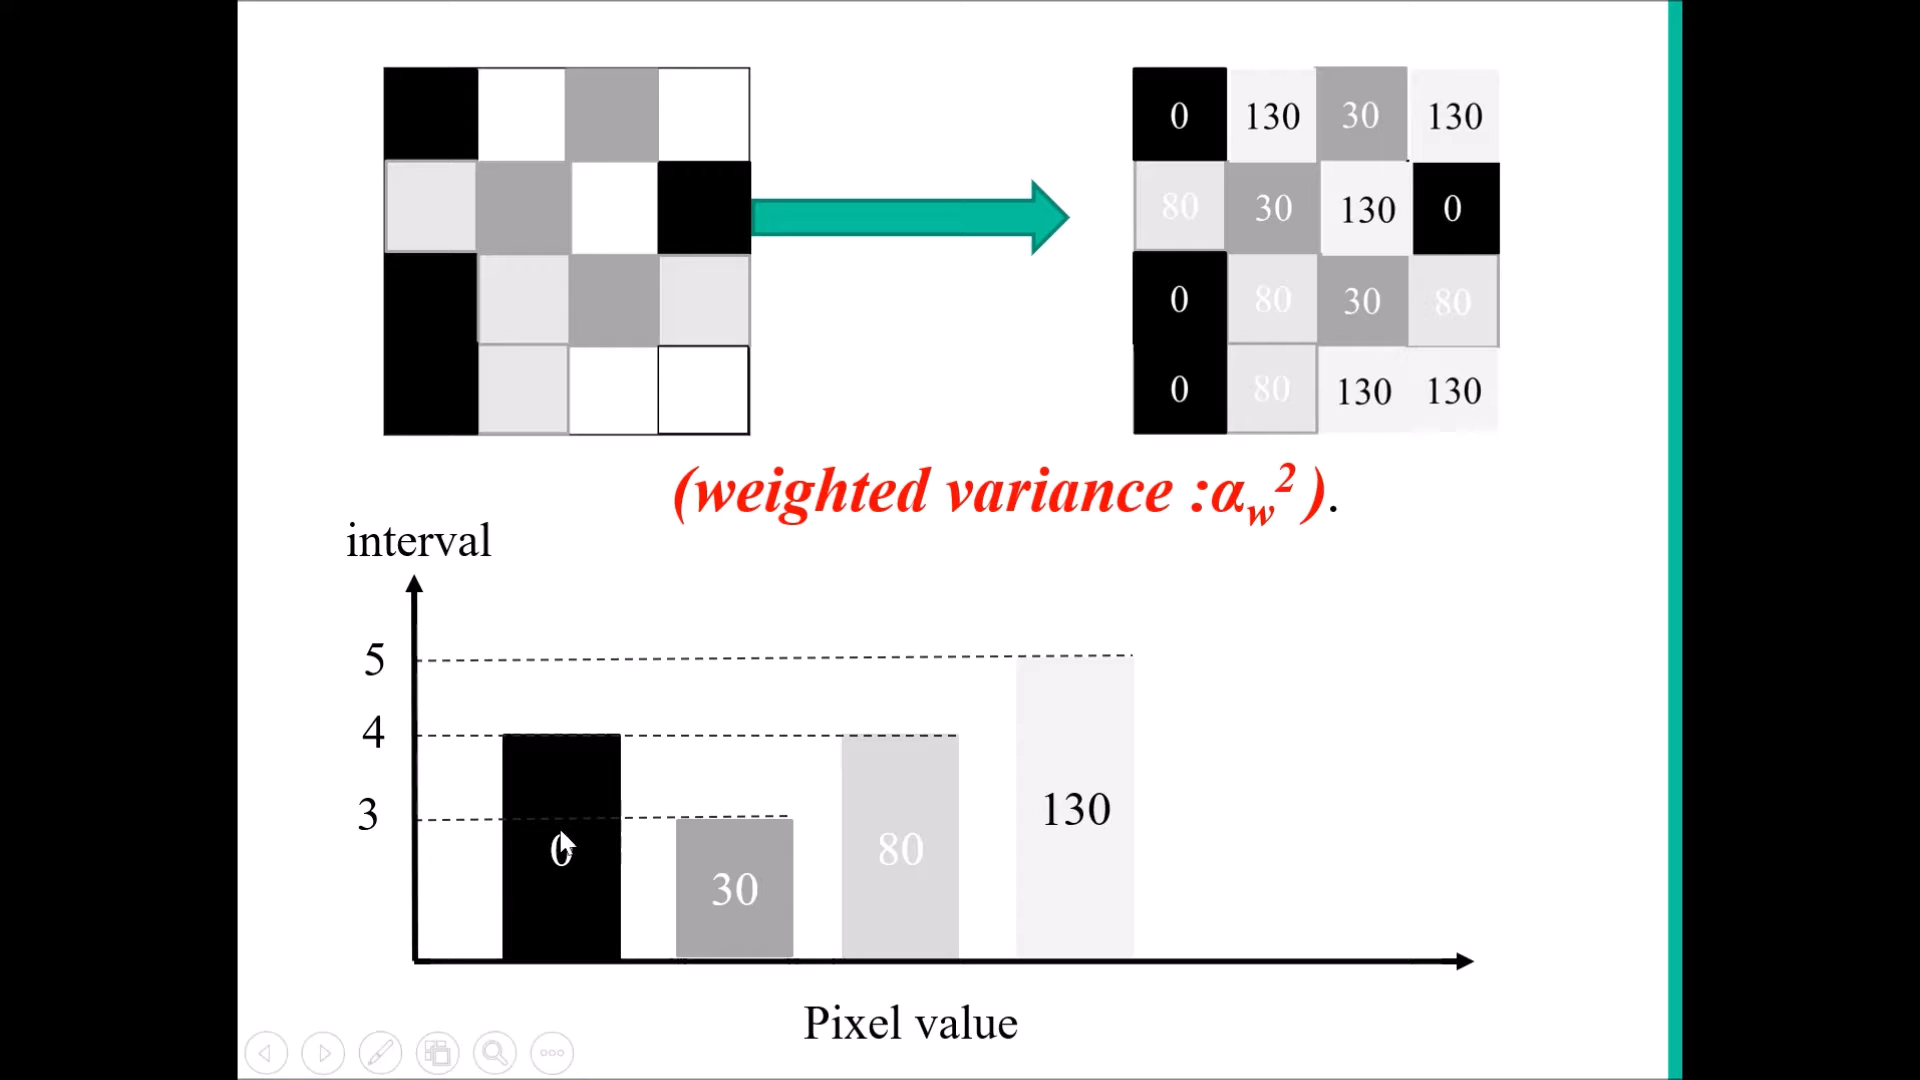 0 130 30 130
80 30 130 0
0 80 30 80
0 80 130 130
(weighted variance :αw² ).
interval
5
4
3
0 30 80 130
Pixel value